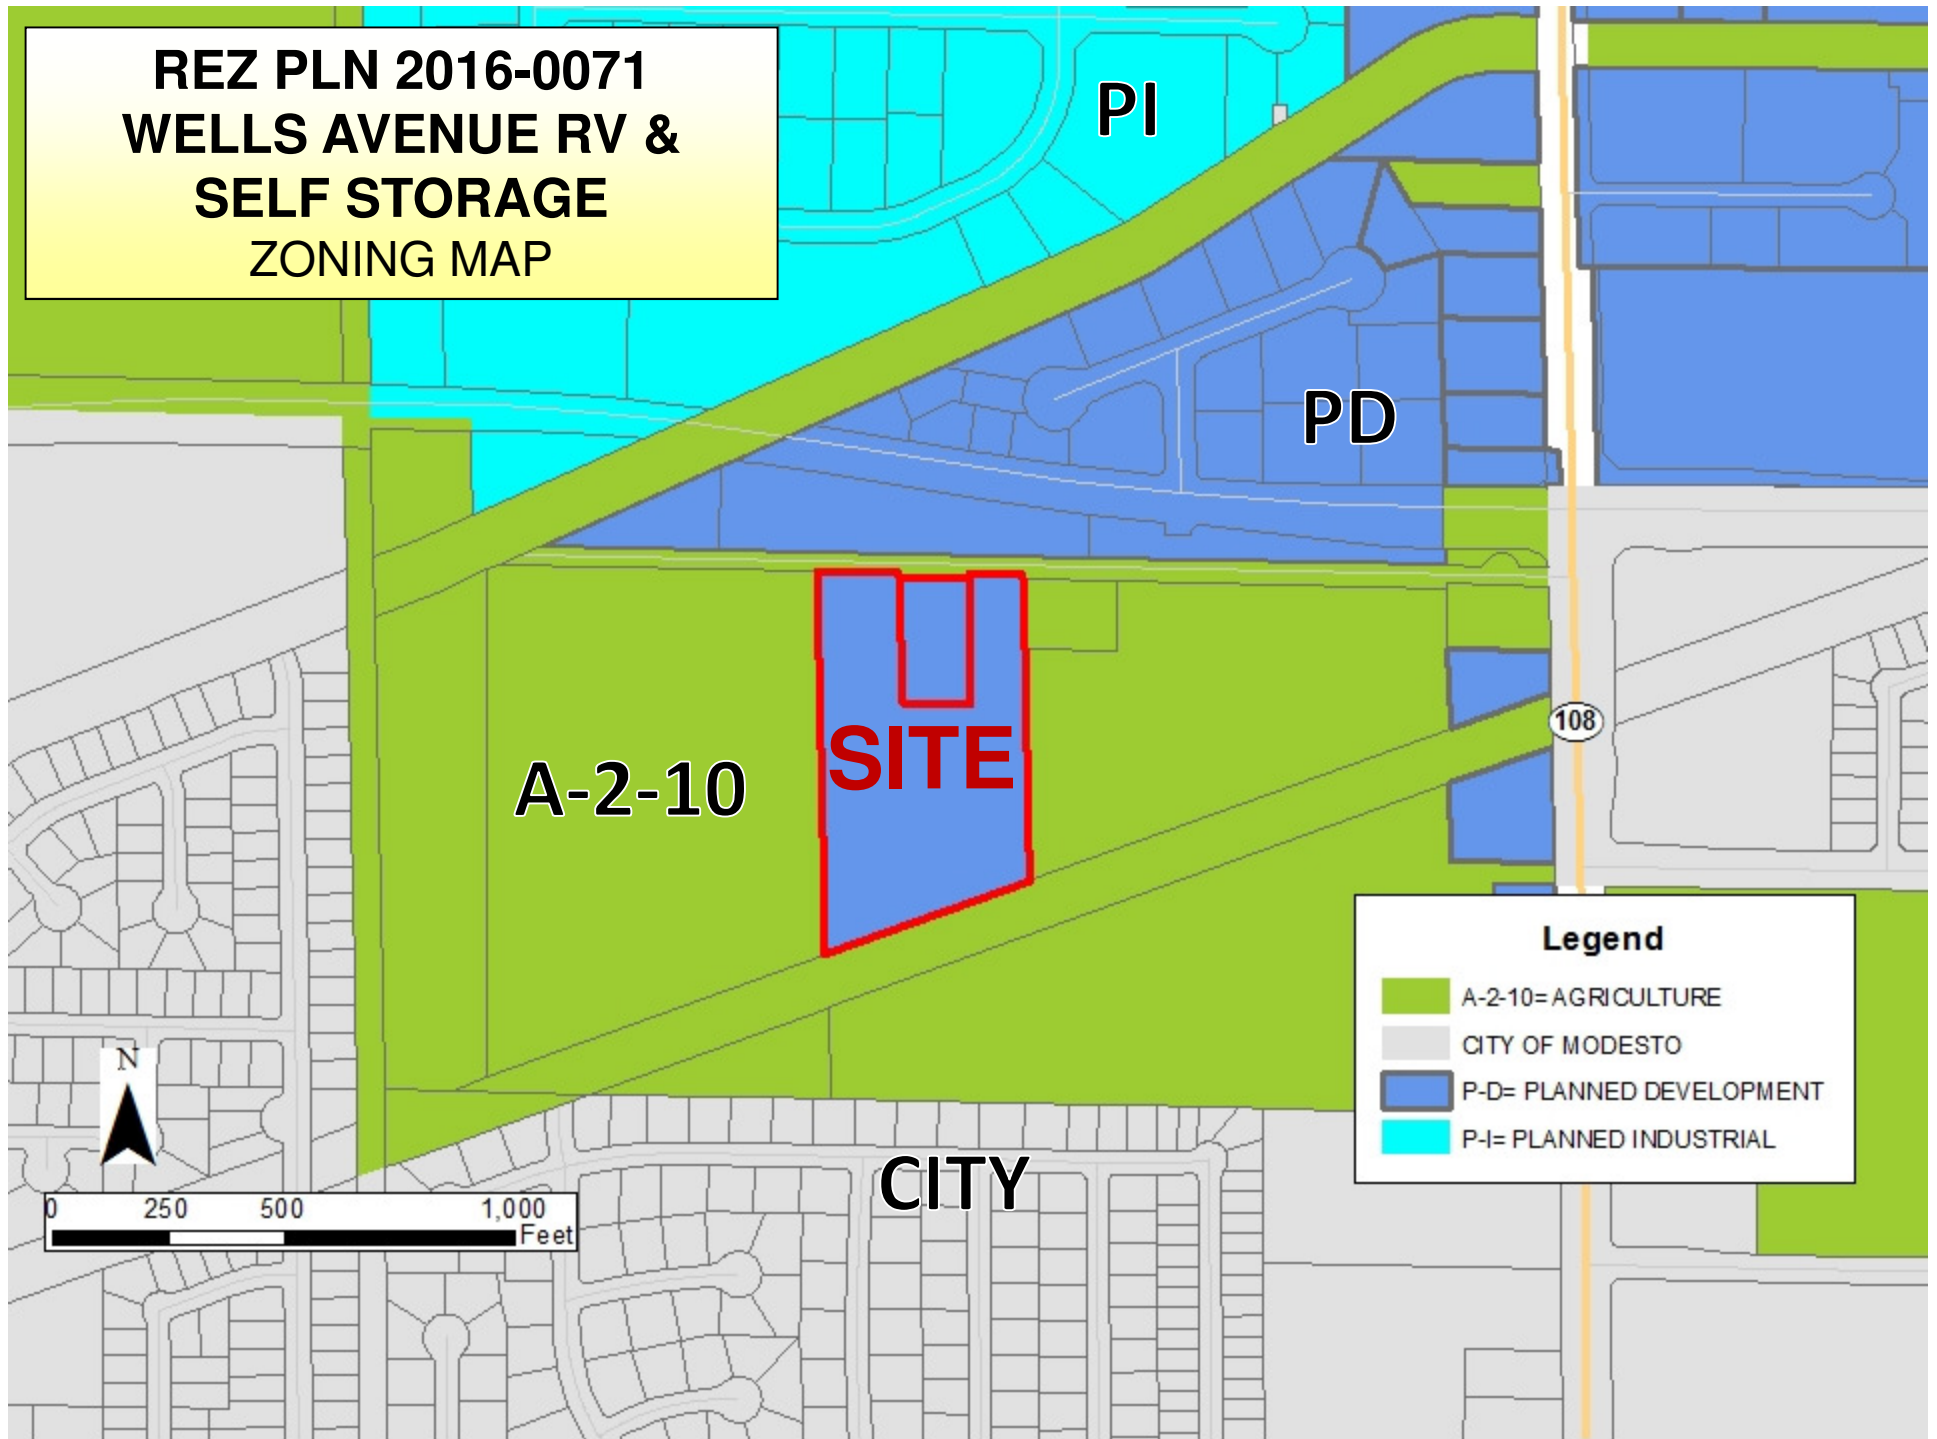 REZ PLN 2016-0071
WELLS AVENUE RV &
SELF STORAGE
ZONING MAP
PI
PD
108
SITE
A-2-10
CITY
Legend
A-2-10= AGRICULTURE
CITY OF MODESTO
P-D= PLANNED DEVELOPMENT
P-I= PLANNED INDUSTRIAL
N
0 250 500 1,000
Feet